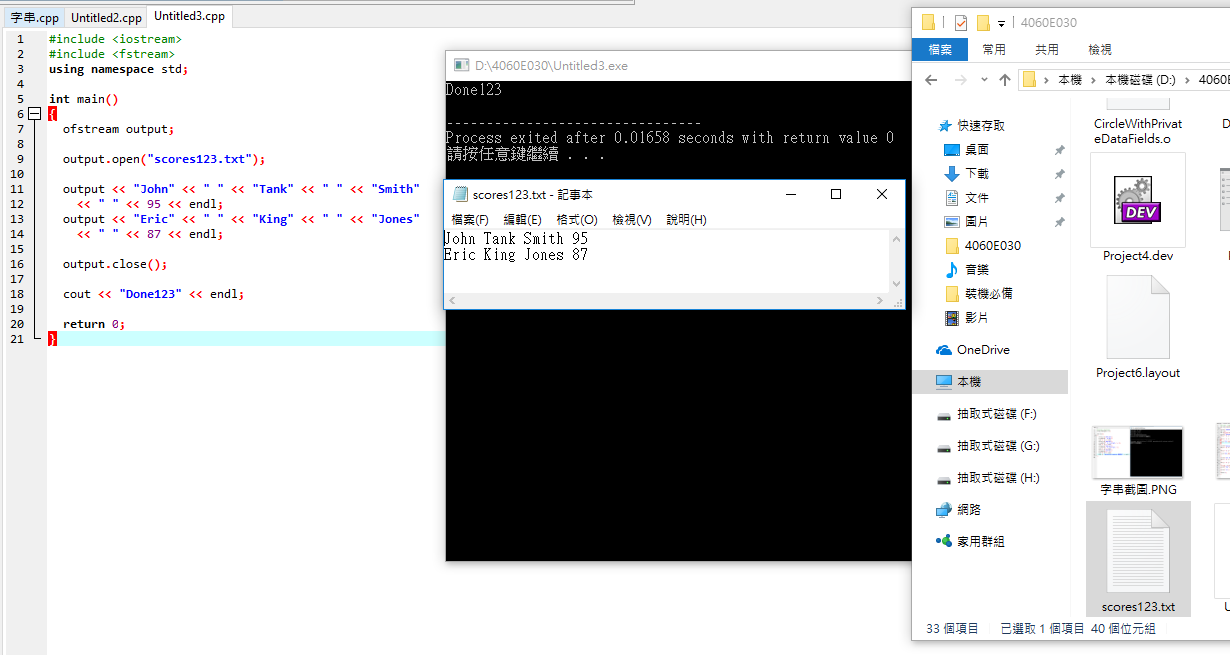 字串.cpp Untitled2.cpp Untitled3.cpp
1 #include <iostream>
2 #include <fstream>
3 using namespace std;
4
5 int main()
6 {
7 ofstream output;
8
9 output.open("scores123.txt");
10
11 output << "John" << " " << "Tank" << " " << "Smith"
12 << " " << 95 << endl;
13 output << "Eric" << " " << "King" << " " << "Jones"
14 << " " << 87 << endl;
15
16 output.close();
17
18 cout << "Done123" << endl;
19
20 return 0;
21 }
D:\4060E030\Untitled3.exe
Done123
--------------------------------
Process exited after 0.01658 seconds with return value 0
請按任意鍵繼續 . . .
scores123.txt - 記事本
檔案(F) 編輯(E) 格式(O) 檢視(V) 說明(H)
John Tank Smith 95
Eric King Jones 87
4060E030
檔案 常用 共用 檢視
本機 本機磁碟 (D:) 4060E
快速存取
桌面
下載
文件
圖片
4060E030
音樂
裝機必備
影片
OneDrive
本機
抽取式磁碟 (F:)
抽取式磁碟 (G:)
抽取式磁碟 (H:)
網路
家用群組
CircleWithPrivat
eDataFields.o
DEV
Project4.dev
Project6.layout
字串截圖.PNG
scores123.txt
33 個項目 已選取 1 個項目 40 個位元組